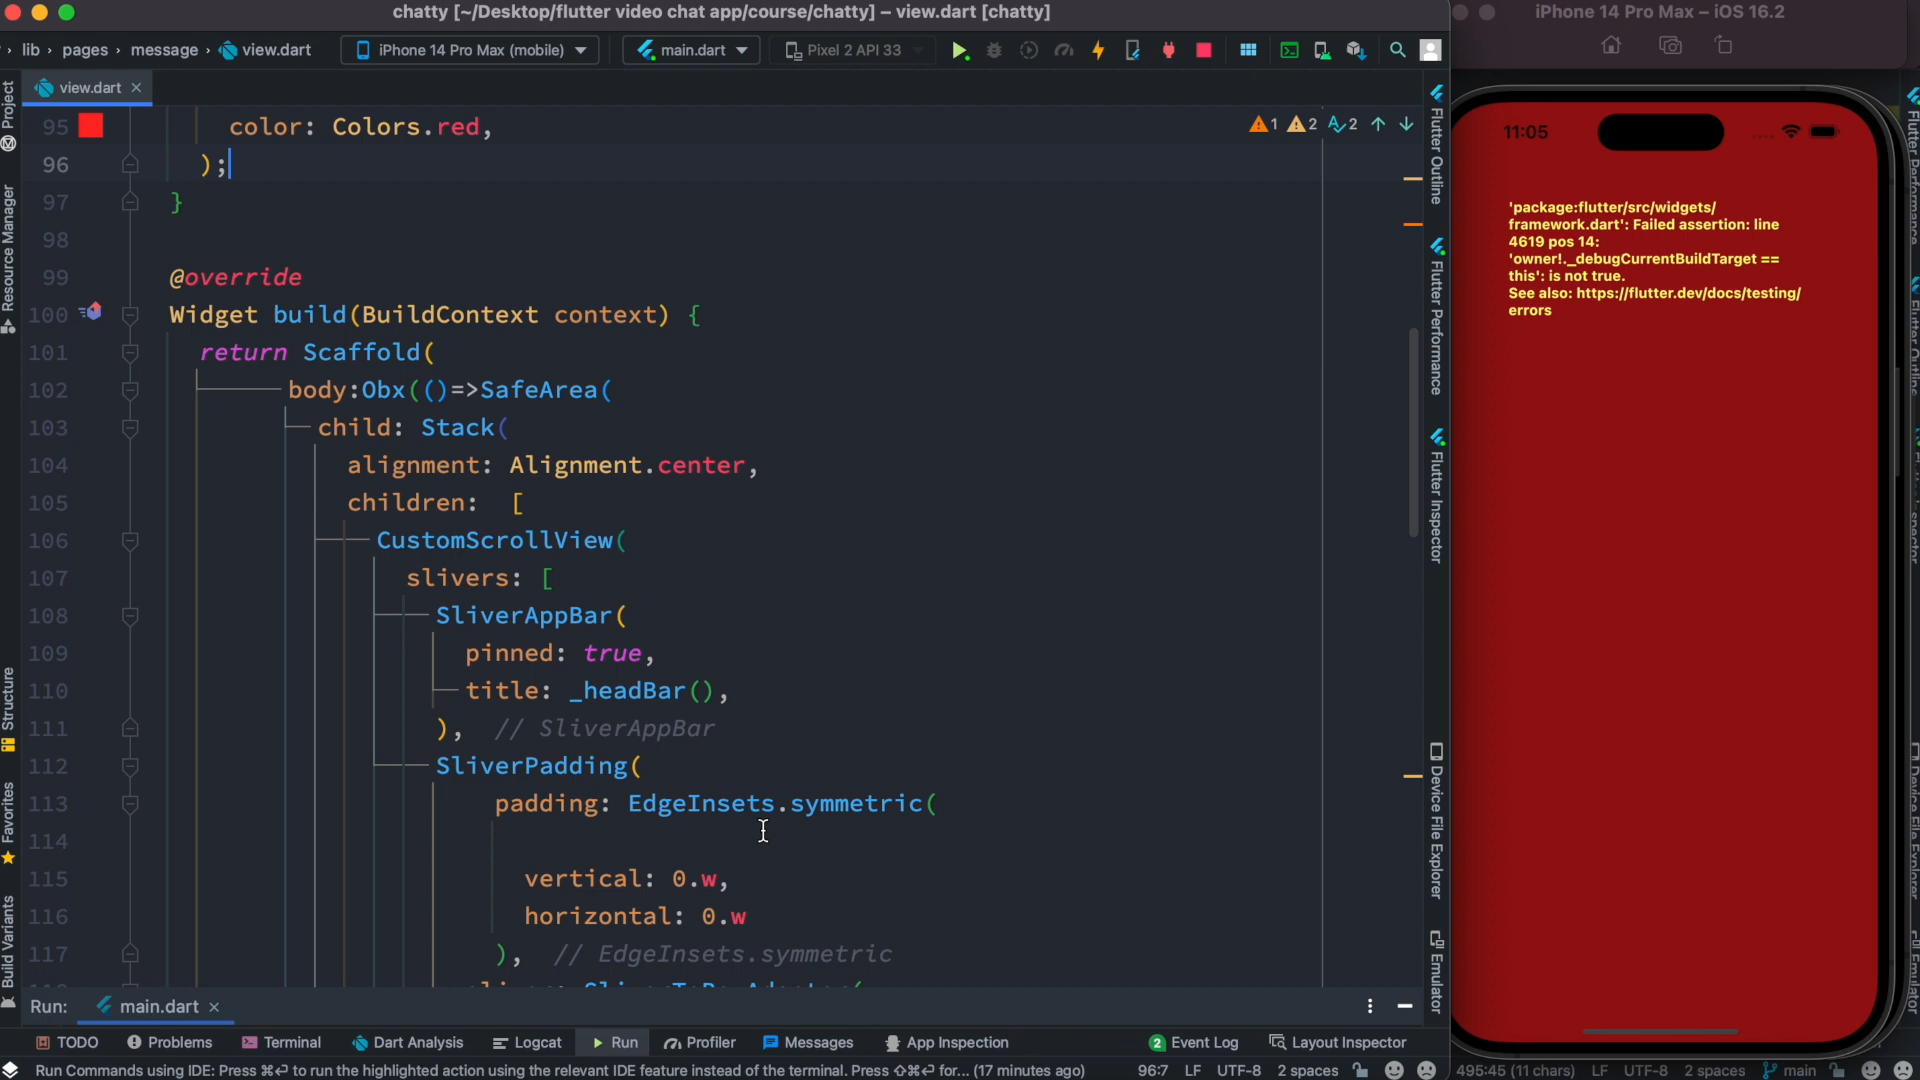 chatty [~/Desktop/flutter video chat app/course/chatty] – view.dart [chatty]
iPhone 14 Pro Max – iOS 16.2
lib › pages › message › view.dart
iPhone 14 Pro Max (mobile)
main.dart
Pixel 2 API 33
view.dart
1 2 2
95 color: Colors.red,
96 );
97 }
98
99 @override
100 Widget build(BuildContext context) {
101 return Scaffold(
102 body:Obx(()=>SafeArea(
103 child: Stack(
104 alignment: Alignment.center,
105 children: [
106 CustomScrollView(
107 slivers: [
108 SliverAppBar(
109 pinned: true,
110 title: _headBar(),
111 ), // SliverAppBar
112 SliverPadding(
113 padding: EdgeInsets.symmetric(
114
115 vertical: 0.w,
116 horizontal: 0.w
117 ), // EdgeInsets.symmetric
Project
Resource Manager
Structure
Favorites
Build Variants
Flutter Outline
Flutter Performance
Flutter Inspector
Device File Explorer
Emulator
11:05
'package:flutter/src/widgets/
framework.dart': Failed assertion: line
4619 pos 14:
'owner!._debugCurrentBuildTarget ==
this': is not true.
See also: https://flutter.dev/docs/testing/
errors
Run: main.dart
TODO
Problems
Terminal
Dart Analysis
Logcat
Run
Profiler
Messages
App Inspection
2 Event Log
Layout Inspector
Run Commands using IDE: Press ⌘⏎ to run the highlighted action using the relevant IDE feature instead of the terminal. Press ⇧⌘⏎ for... (17 minutes ago)
96:7 LF UTF-8 2 spaces
495:45 (11 chars) LF UTF-8 2 spaces main